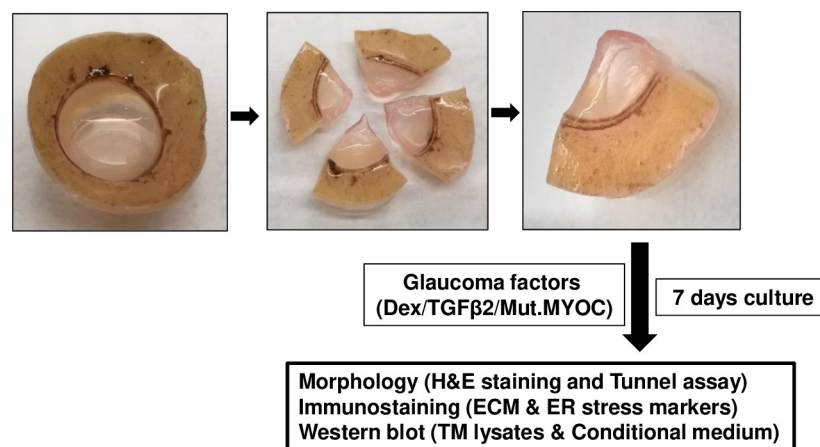 Glaucoma factors
(Dex/TGFβ2/Mut.MYOC)
7 days culture
Morphology (H&E staining and Tunnel assay)
Immunostaining (ECM & ER stress markers)
Western blot (TM lysates & Conditional medium)